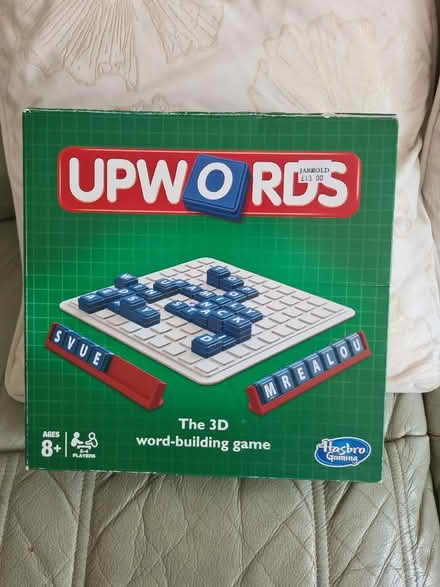 UPWORDS
JARROLD
£13.00
SVUE
MREALOU
The 3D
word-building game
AGES
8+
2-4
PLAYERS
Hasbro
Gaming